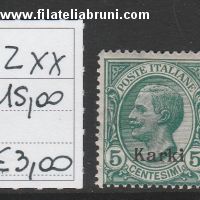 www.filateliabruni.com
2 xx
15,00
€3,00
POSTE ITALIANE
Karki
5 5
CENTESIMI